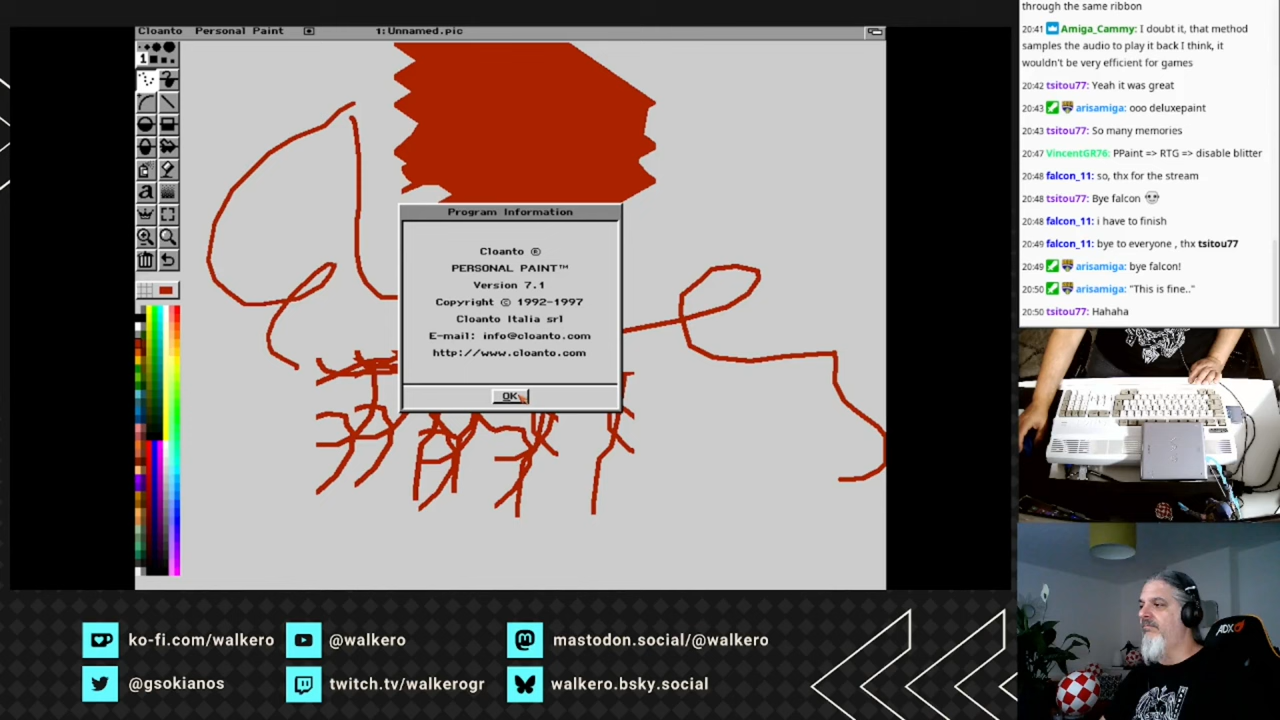 Cloanto Personal Paint 1:Unnamed.pic
1
a
Program Information
Cloanto ®
PERSONAL PAINT™
Version 7.1
Copyright © 1992-1997
Cloanto Italia srl
E-mail: info@cloanto.com
http://www.cloanto.com
OK
through the same ribbon
20:41 Amiga_Cammy: I doubt it, that method
samples the audio to play it back I think, it
wouldn't be very efficient for games
20:42 tsitou77: Yeah it was great
20:43 arisamiga: ooo deluxepaint
20:43 tsitou77: So many memories
20:47 VincentGR76: PPaint => RTG => disable blitter
20:48 falcon_11: so, thx for the stream
20:48 tsitou77: Bye falcon
20:48 falcon_11: i have to finish
20:49 falcon_11: bye to everyone , thx tsitou77
20:49 arisamiga: bye falcon!
20:50 arisamiga: "This is fine.."
20:50 tsitou77: Hahaha
ADX
ko-fi.com/walkero
@walkero
mastodon.social/@walkero
@gsokianos
twitch.tv/walkerogr
walkero.bsky.social